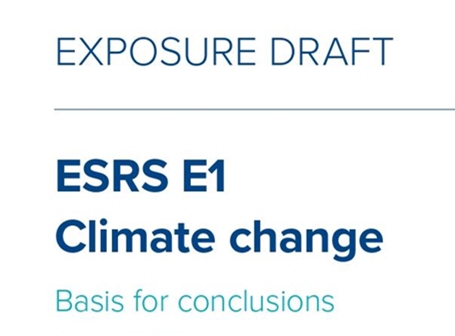 EXPOSURE DRAFT
ESRS E1
Climate change
Basis for conclusions